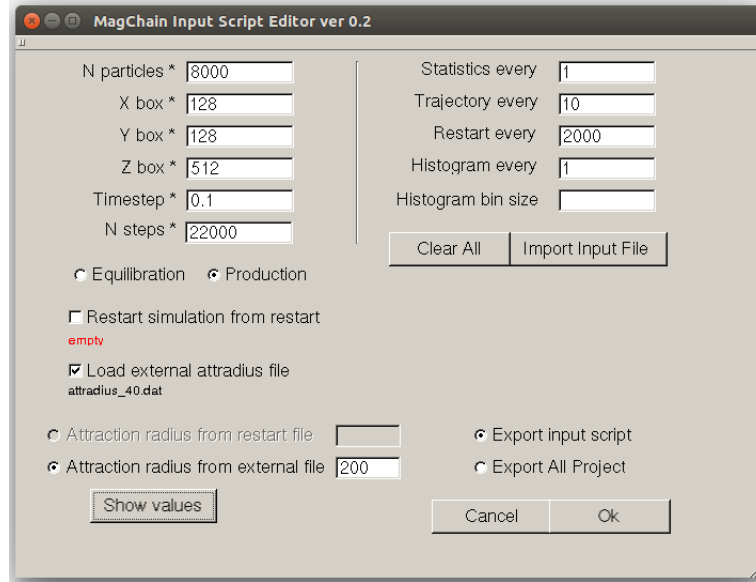 MagChain Input Script Editor ver 0.2
N particles * 8000
X box * 128
Y box * 128
Z box * 512
Timestep * 0.1
N steps * 22000
Statistics every 1
Trajectory every 10
Restart every 2000
Histogram every 1
Histogram bin size
Clear All Import Input File
Equilibration Production
Restart simulation from restart
empty
Load external attradius file
attradius_40.dat
Attraction radius from restart file
Attraction radius from external file 200
Show values
Export input script
Export All Project
Cancel Ok